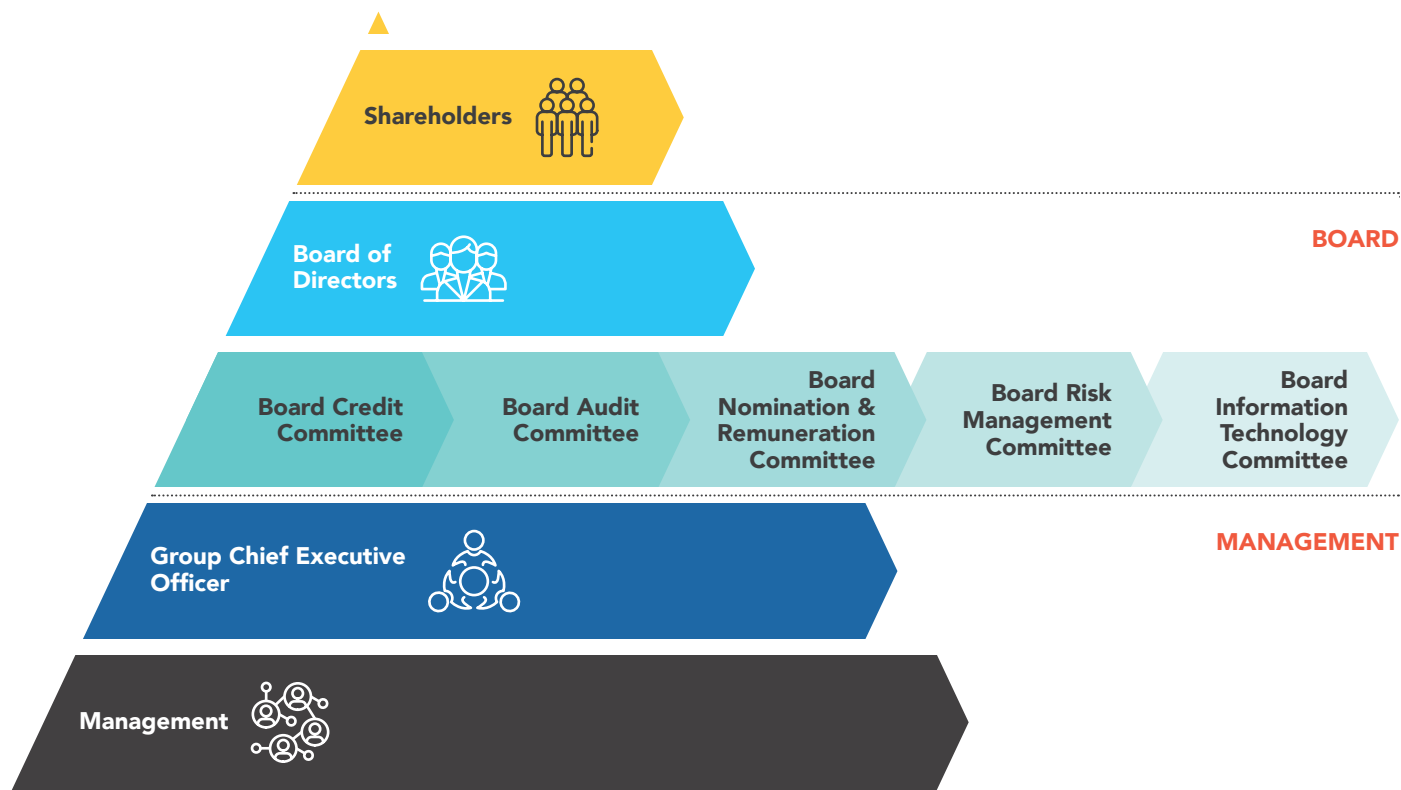 Shareholders
BOARD
Board of
Directors
Board Credit
Committee
Board Audit
Committee
Board
Nomination &
Remuneration
Committee
Board Risk
Management
Committee
Board
Information
Technology
Committee
MANAGEMENT
Group Chief Executive
Officer
Management